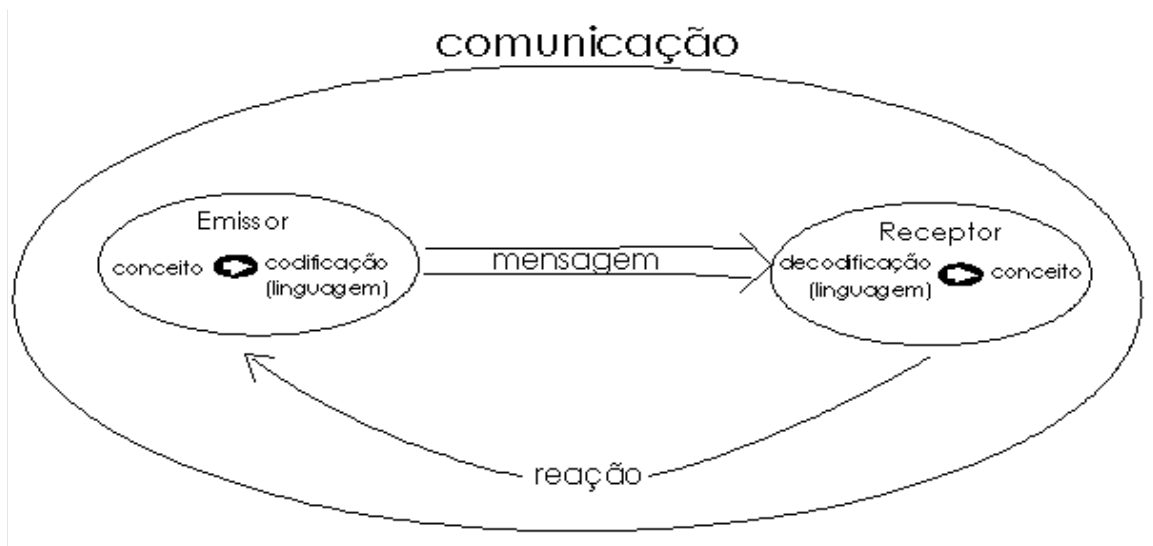 comunicação
Emissor
conceito
codificação
(linguagem)
mensagem
Receptor
decodificação
(linguagem)
conceito
reação